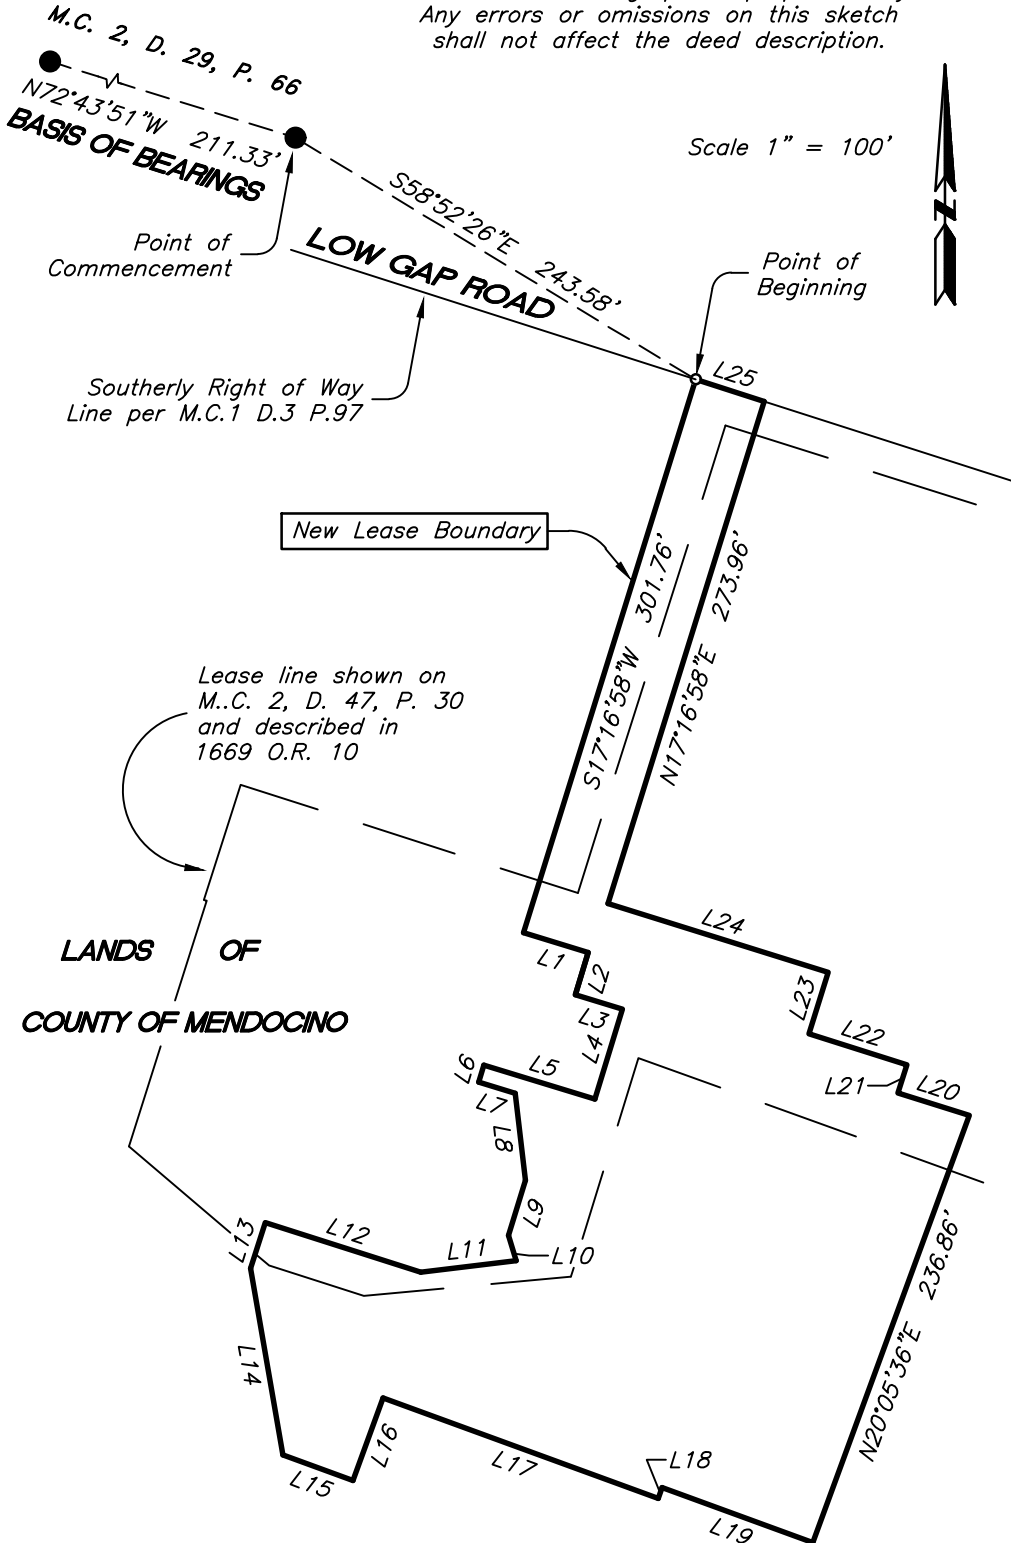 Any errors or omissions on this sketch
shall not affect the deed description.
M.C. 2, D. 29, P. 66
N72°43'51"W 211.33'
BASIS OF BEARINGS
Scale 1" = 100'
S58°52'26"E 243.58'
N
Point of
Commencement
LOW GAP ROAD
Point of
Beginning
L25
Southerly Right of Way
Line per M.C.1 D.3 P.97
New Lease Boundary
S17°16'58"W 301.76'
N17°16'58"E 273.96'
Lease line shown on
M..C. 2, D. 47, P. 30
and described in
1669 O.R. 10
LANDS OF
COUNTY OF MENDOCINO
L24
L1
L2
L3
L4
L23
L22
L21
L20
L5
L6
L7
L8
L9
L10
L11
L12
L13
L14
L15
L16
L17
L18
L19
N20°05'36"E 236.86'